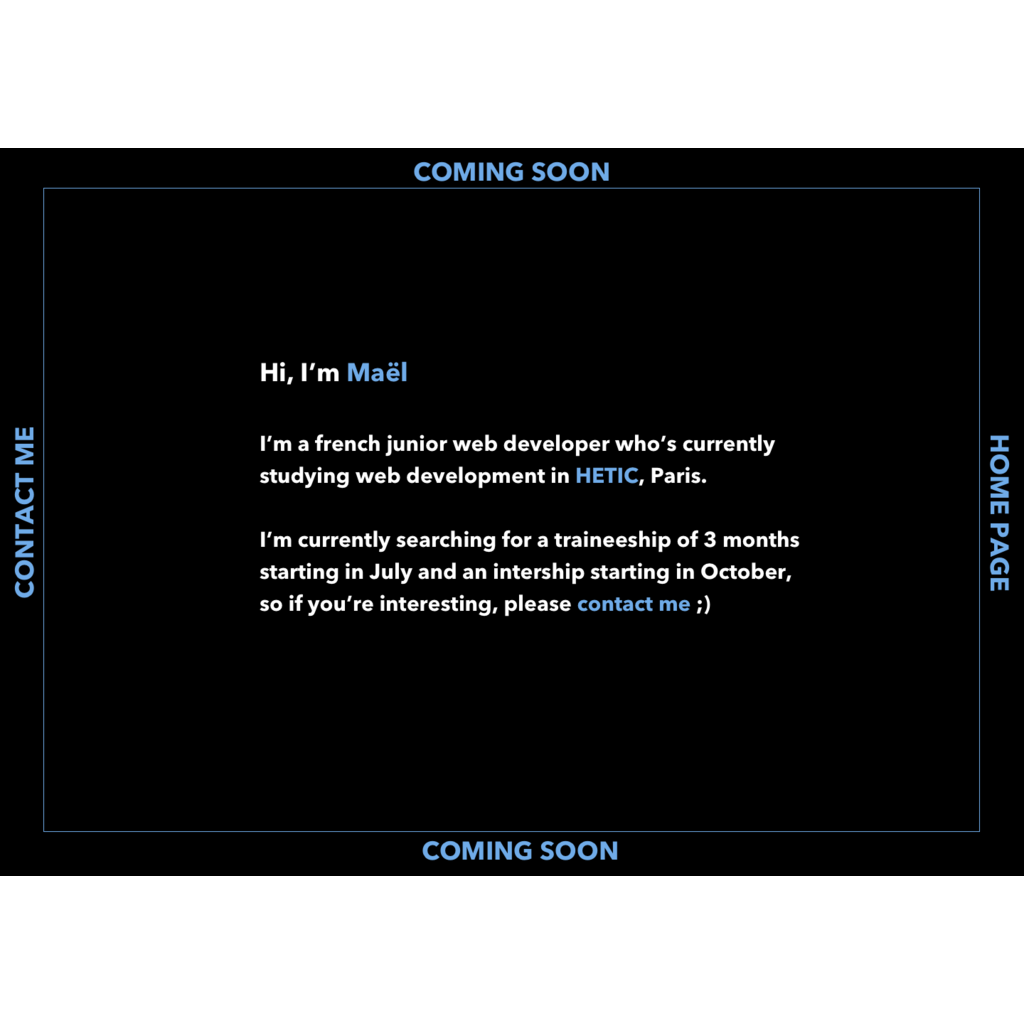 COMING SOON
Hi, I’m Maël
I’m a french junior web developer who’s currently
studying web development in HETIC, Paris.
I’m currently searching for a traineeship of 3 months
starting in July and an intership starting in October,
so if you’re interesting, please contact me ;)
CONTACT ME
HOME PAGE
COMING SOON